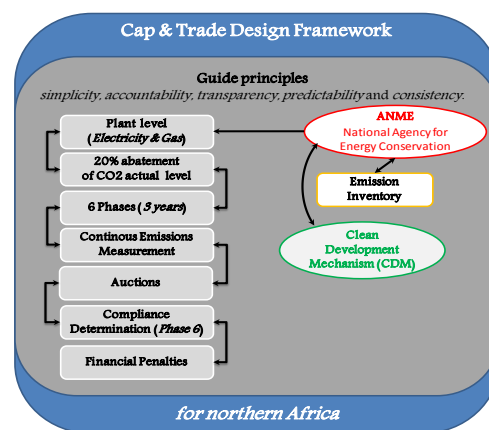 Cap & Trade Design Framework
Guide principles
simplicity, accountability, transparency, predictability and consistency.
Plant level
(Electricity & Gas)
20% abatement
of CO2 actual level
6 Phases (5 years)
Continous Emissions
Measurement
Auctions
Compliance
Determination (Phase 6)
Financial Penalties
ANME
National Agency for
Energy Conservation
Emission
Inventory
Clean
Development
Mechanism (CDM)
for northern Africa